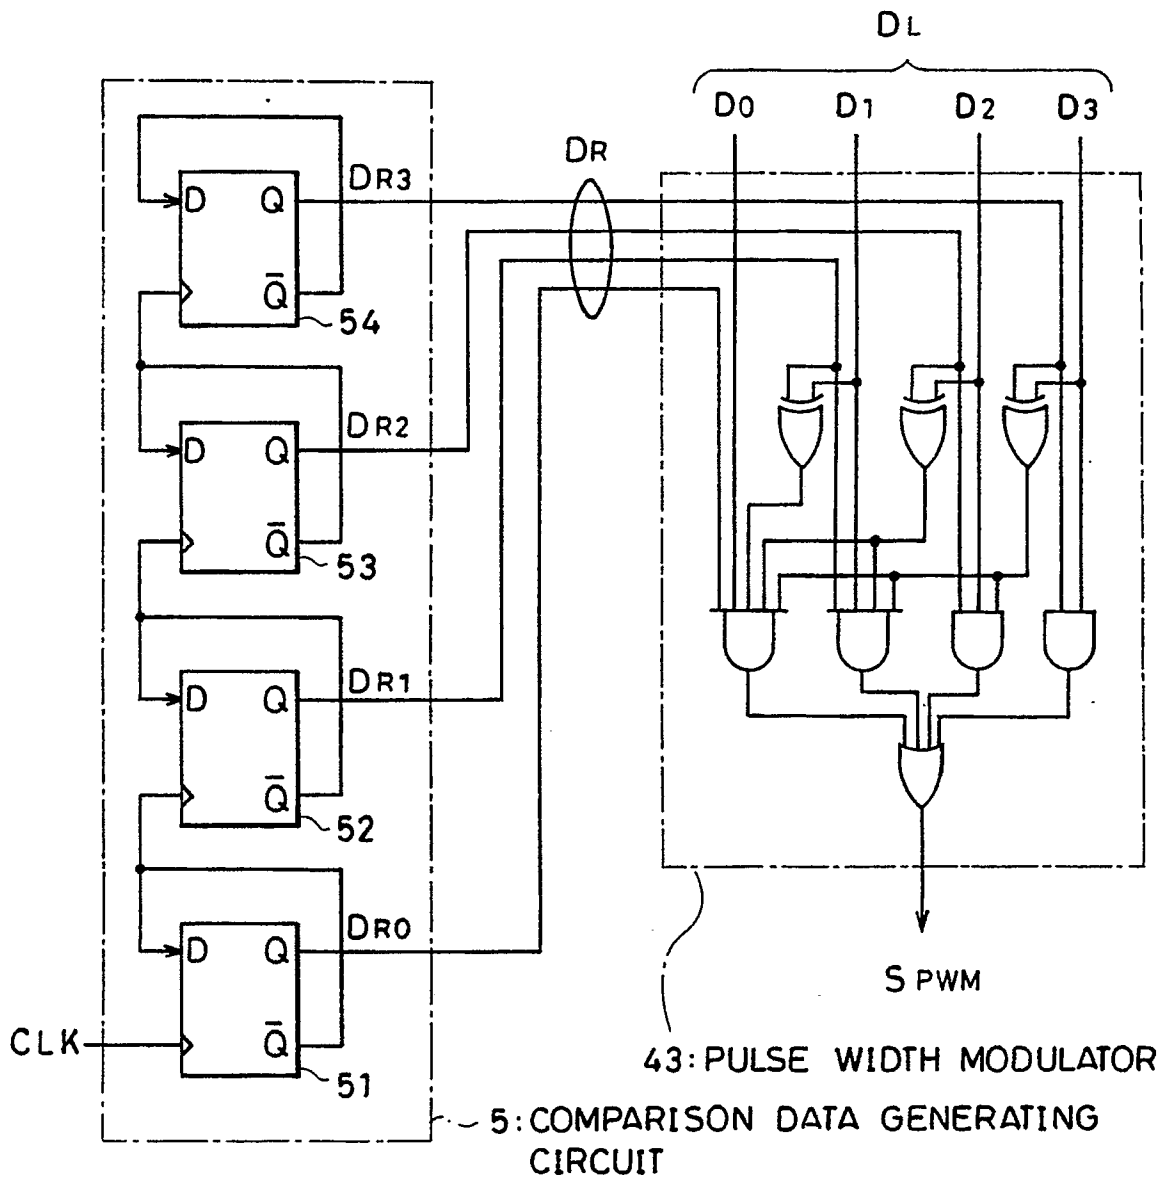 DL
D0 D1 D2 D3
DR
DR3
D Q
Q̅
54
DR2
D Q
Q̅
53
DR1
D Q
Q̅
52
DR0
D Q
CLK
Q̅
51
SPWM
43: PULSE WIDTH MODULATOR
5: COMPARISON DATA GENERATING
CIRCUIT